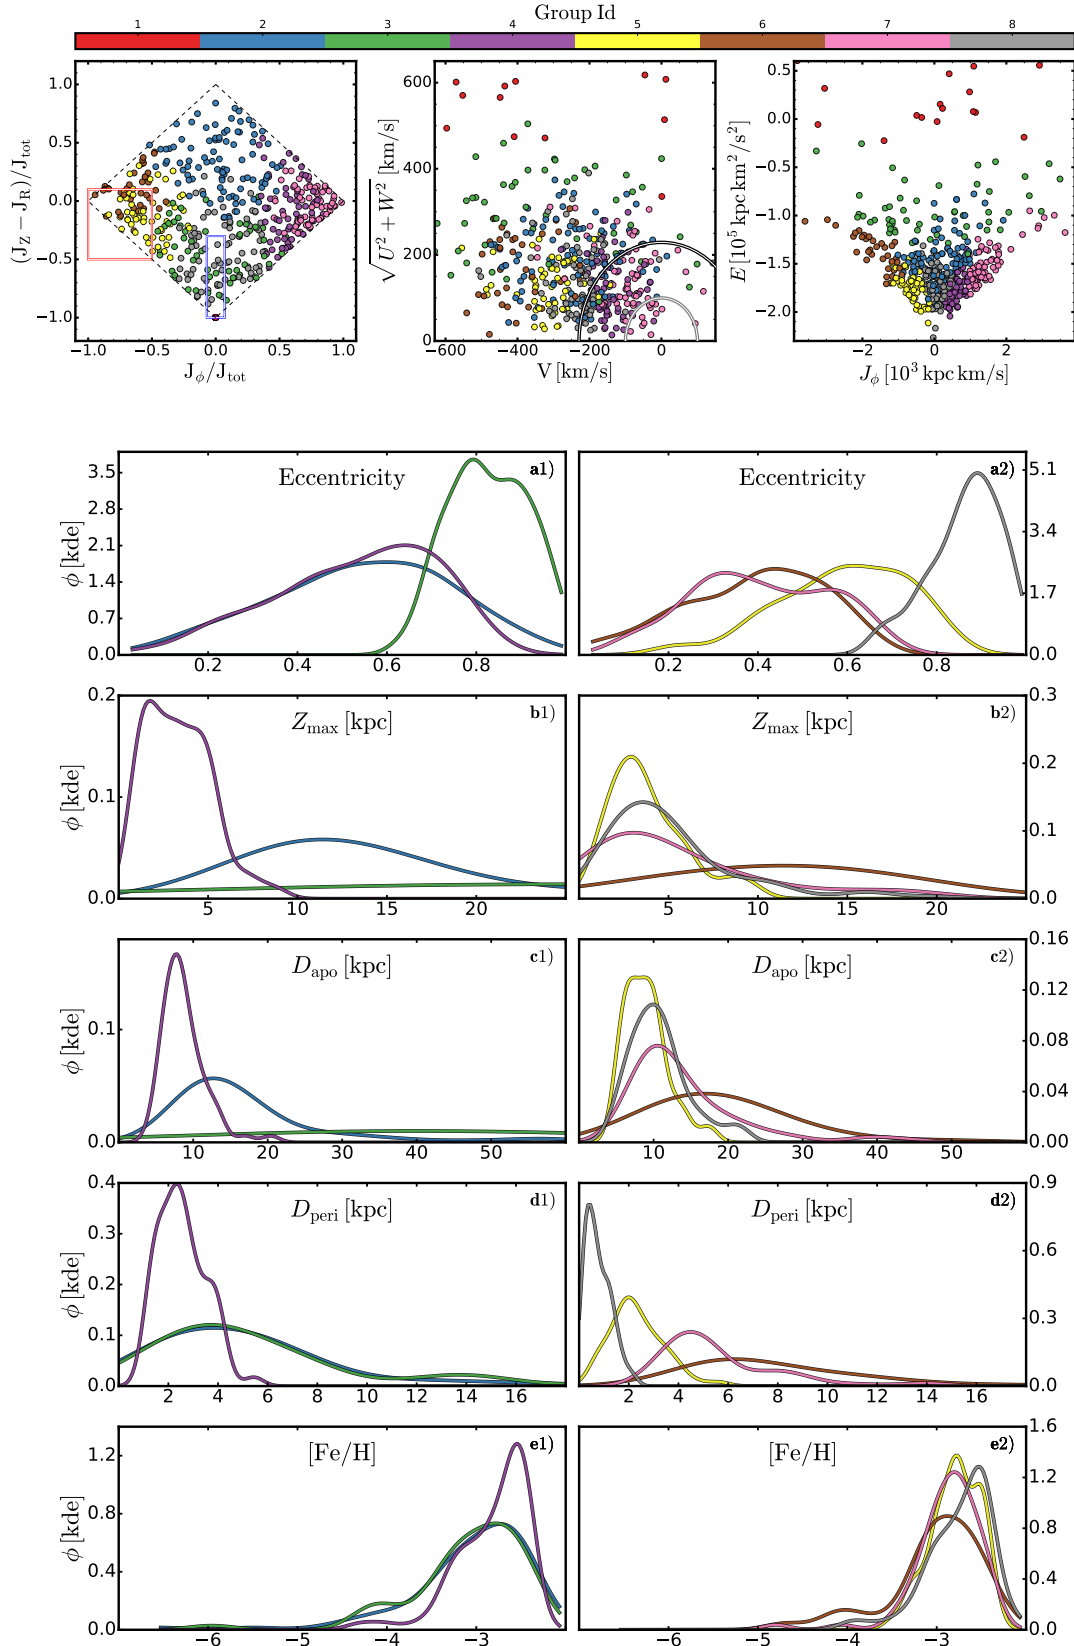 Group Id
1 2 3 4 5 6 7 8
1.0
0.5
0.0
−0.5
−1.0
(J_Z − J_R)/J_tot
−1.0 −0.5 0.0 0.5 1.0
J_ϕ/J_tot
600
400
200
0
√U² + W² [km/s]
−600 −400 −200 0
V [km/s]
0.5
0.0
−0.5
−1.0
−1.5
−2.0
E [10⁵ kpc km²/s²]
−2 0 2
J_ϕ [10³ kpc km/s]
Eccentricity a1)
3.5
2.8
2.1
1.4
0.7
0.0
ϕ [kde]
0.2 0.4 0.6 0.8
Eccentricity a2)
5.1
3.4
1.7
0.0
0.2 0.4 0.6 0.8
Z_max [kpc] b1)
0.2
0.1
0.0
ϕ [kde]
5 10 15 20
Z_max [kpc] b2)
0.3
0.2
0.1
0.0
5 10 15 20
D_apo [kpc] c1)
0.1
0.0
ϕ [kde]
10 20 30 40 50
D_apo [kpc] c2)
0.16
0.12
0.08
0.04
0.00
10 20 30 40 50
D_peri [kpc] d1)
0.4
0.3
0.2
0.1
0.0
ϕ [kde]
2 4 6 8 10 12 14 16
D_peri [kpc] d2)
0.9
0.6
0.3
0.0
2 4 6 8 10 12 14 16
[Fe/H] e1)
1.2
0.8
0.4
0.0
ϕ [kde]
−6 −5 −4 −3
[Fe/H] e2)
1.6
1.2
0.8
0.4
0.0
−6 −5 −4 −3